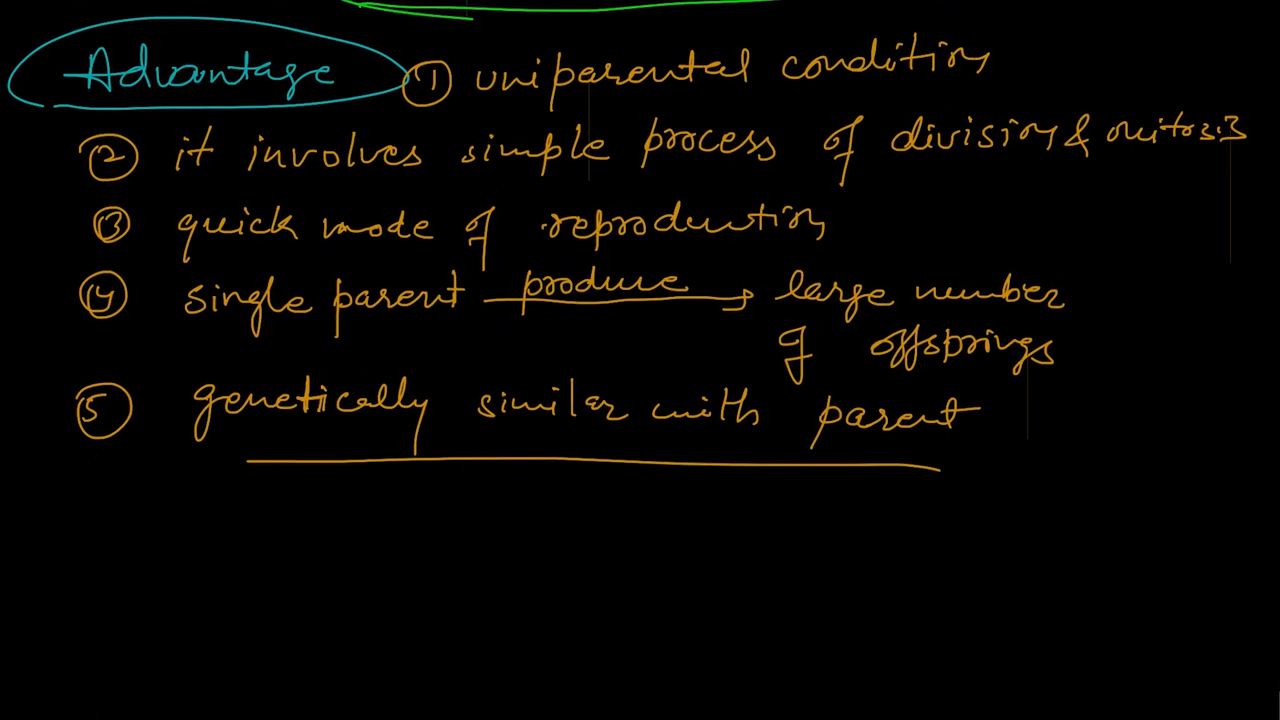 Advantage ① uniparental condition
② it involves simple process of division & mitosis
③ quick mode of reproduction
④ single parent produce → large number
of offsprings
⑤ genetically similar with parent